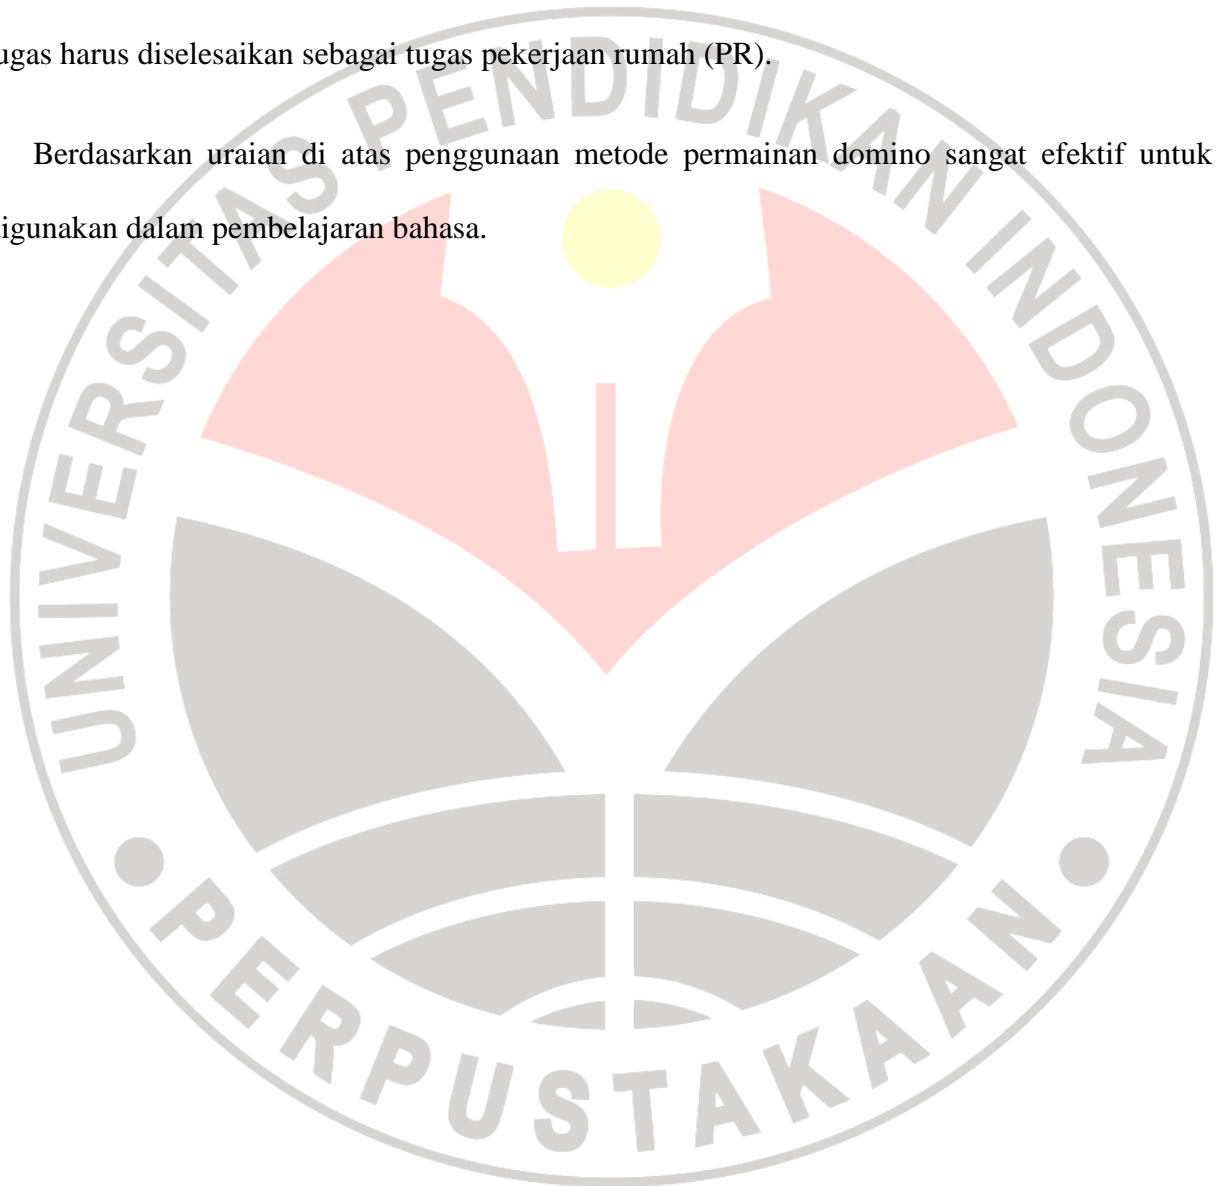 ugas harus diselesaikan sebagai tugas pekerjaan rumah (PR).
Berdasarkan uraian di atas penggunaan metode permainan domino sangat efektif untuk
digunakan dalam pembelajaran bahasa.
UNIVERSITAS PENDIDIKAN INDONESIA
PERPUSTAKAAN